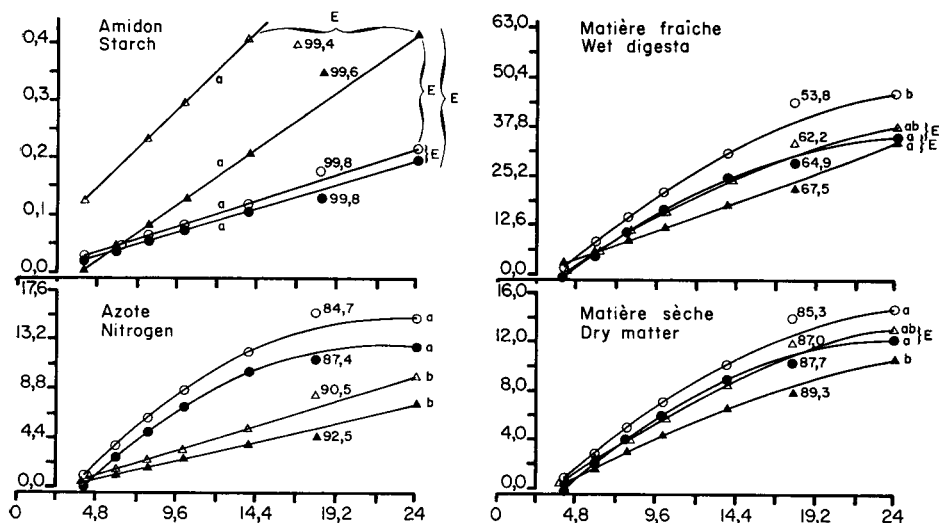 Amidon
Starch
0,4
0,3
0,2
0,1
0,0
a
a
a
a
E
E
E
E
99,4
99,6
99,8
99,8
Matière fraîche
Wet digesta
63,0
50,4
37,8
25,2
12,6
0,0
53,8
62,2
64,9
67,5
b
ab
a
a
E
E
Azote
Nitrogen
17,6
13,2
8,8
4,4
0,0
84,7
87,4
90,5
92,5
a
a
b
b
0 4,8 9,6 14,4 19,2 24
Matière sèche
Dry matter
16,0
12,0
8,0
4,0
0,0
85,3
87,0
87,7
89,3
a
ab
a
b
E
0 4,8 9,6 14,4 19,2 24